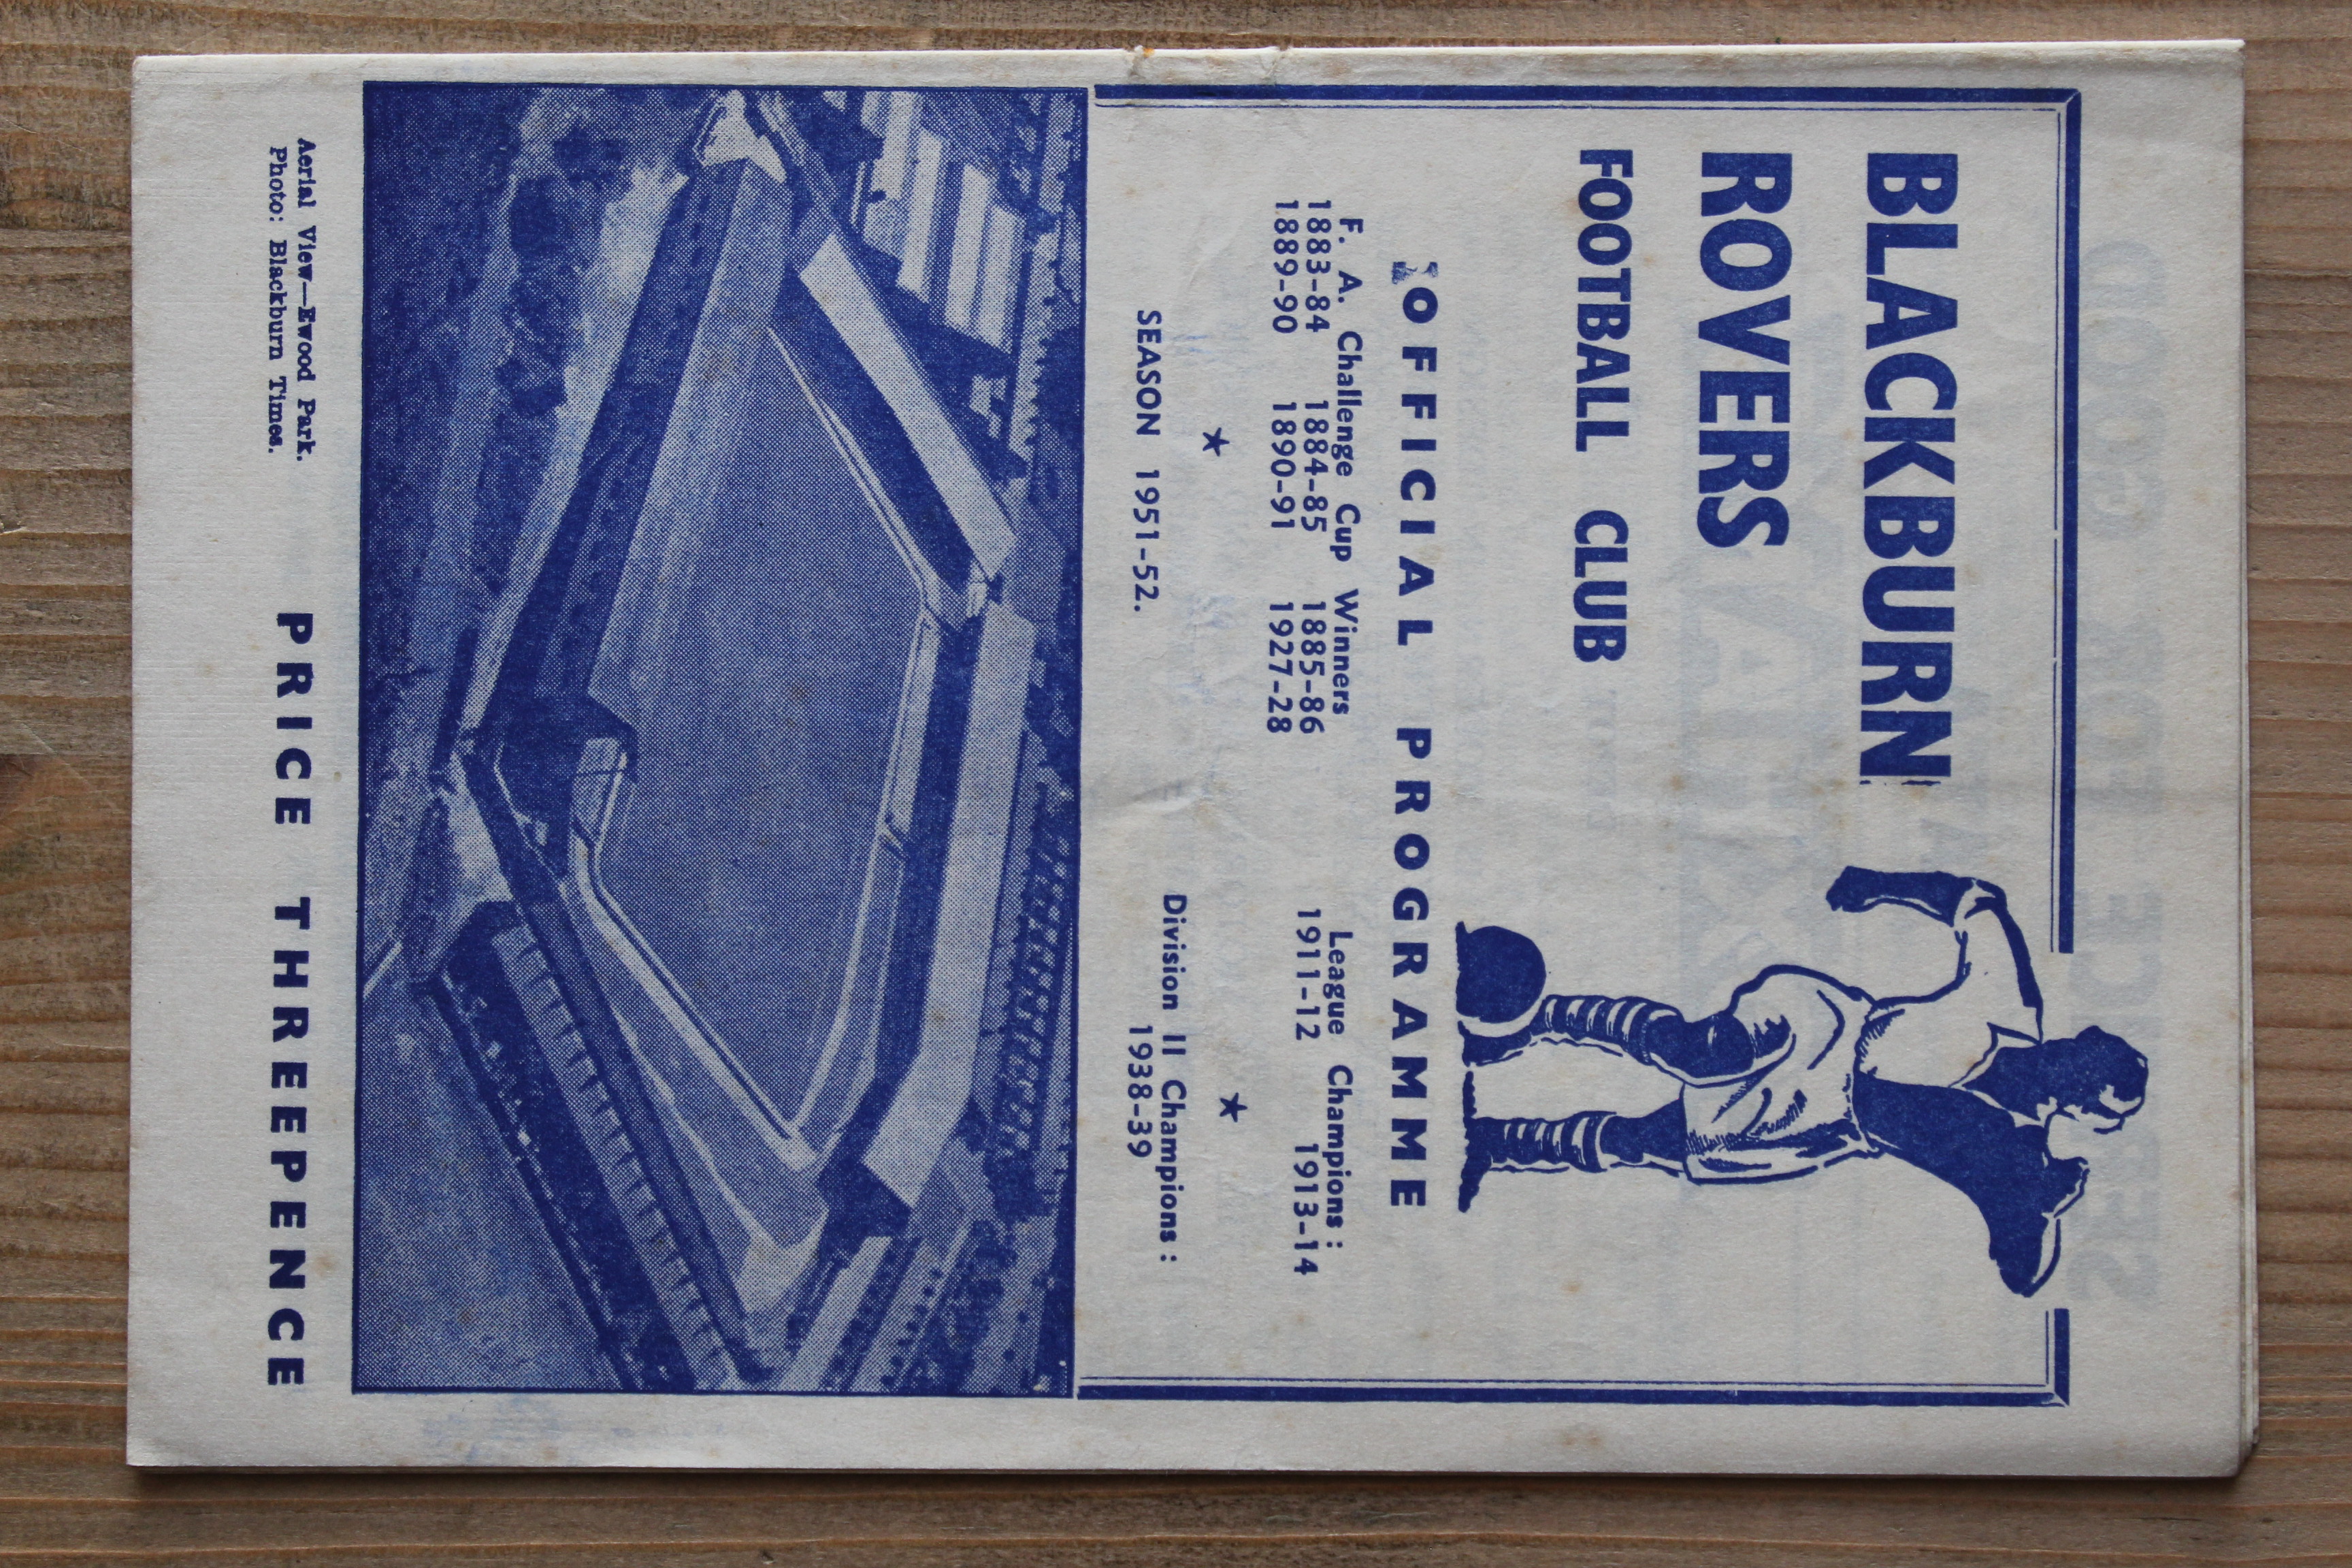 BLACKBURN
ROVERS
FOOTBALL CLUB
OFFICIAL PROGRAMME
F. A. Challenge Cup Winners
1883-84 1884-85 1885-86
1889-90 1890-91 1927-28
League Champions :
1911-12 1913-14
★ ★
SEASON 1951-52.
Division II Champions :
1938-39
Aerial View—Ewood Park.
Photo: Blackburn Times.
PRICE THREEPENCE